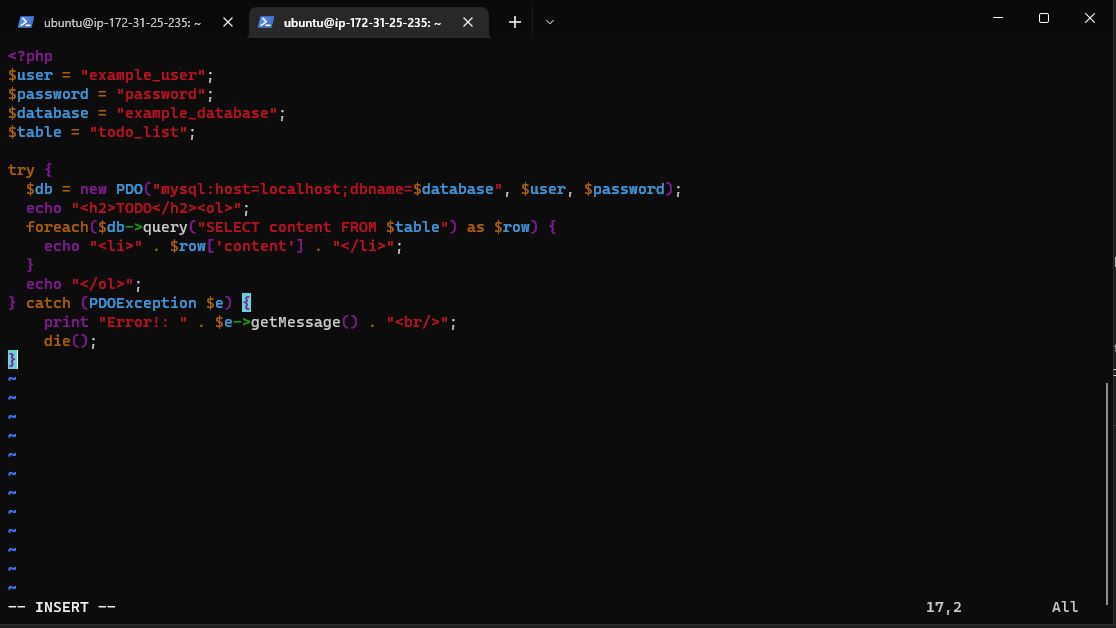 ubuntu@ip-172-31-25-235: ~
ubuntu@ip-172-31-25-235: ~
<?php
$user = "example_user";
$password = "password";
$database = "example_database";
$table = "todo_list";
try {
  $db = new PDO("mysql:host=localhost;dbname=$database", $user, $password);
  echo "<h2>TODO</h2><ol>";
  foreach($db->query("SELECT content FROM $table") as $row) {
    echo "<li>" . $row['content'] . "</li>";
  }
  echo "</ol>";
} catch (PDOException $e) {
    print "Error!: " . $e->getMessage() . "<br/>";
    die();
}
~
~
~
~
~
~
~
~
~
~
~
~
-- INSERT -- 17,2 All